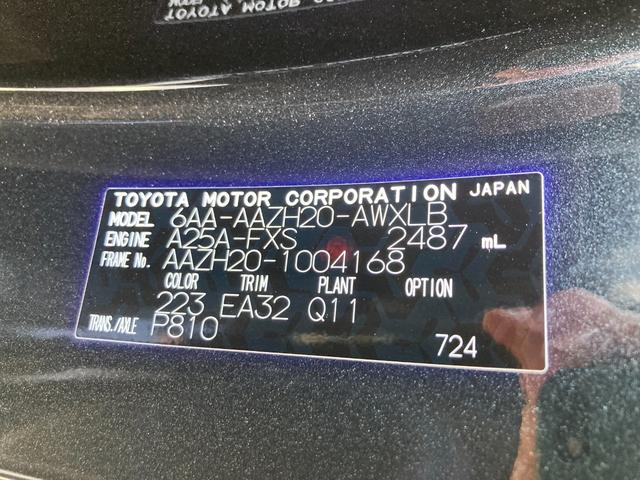 TOYOTA MOTOR CORPORATION JAPAN
MODEL 6AA-AAZH20-AWXLB
ENGINE A25A-FXS 2487 mL
FRAME No. AAZH20-1004168
COLOR TRIM PLANT OPTION
223 EA32 Q11
TRANS./AXLE P810
724